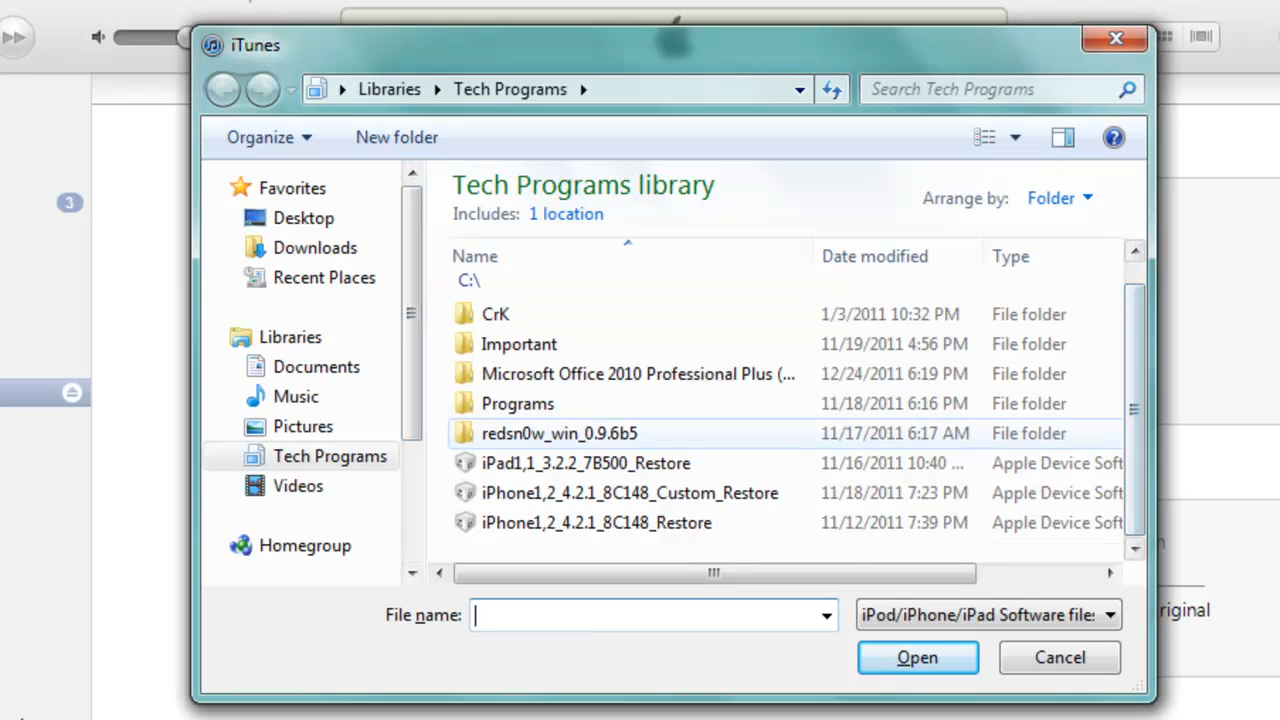 iTunes
Libraries Tech Programs
Search Tech Programs
Organize
New folder
Favorites
Desktop
Downloads
Recent Places
Libraries
Documents
Music
Pictures
Tech Programs
Videos
Homegroup
3
Tech Programs library
Includes: 1 location
Arrange by: Folder
Name Date modified Type
C:\
CrK 1/3/2011 10:32 PM File folder
Important 11/19/2011 4:56 PM File folder
Microsoft Office 2010 Professional Plus (... 12/24/2011 6:19 PM File folder
Programs 11/18/2011 6:16 PM File folder
redsn0w_win_0.9.6b5 11/17/2011 6:17 AM File folder
iPad1,1_3.2.2_7B500_Restore 11/16/2011 10:40 ... Apple Device Soft
iPhone1,2_4.2.1_8C148_Custom_Restore 11/18/2011 7:23 PM Apple Device Soft
iPhone1,2_4.2.1_8C148_Restore 11/12/2011 7:39 PM Apple Device Soft
File name:
iPod/iPhone/iPad Software files
Open
Cancel
riginal